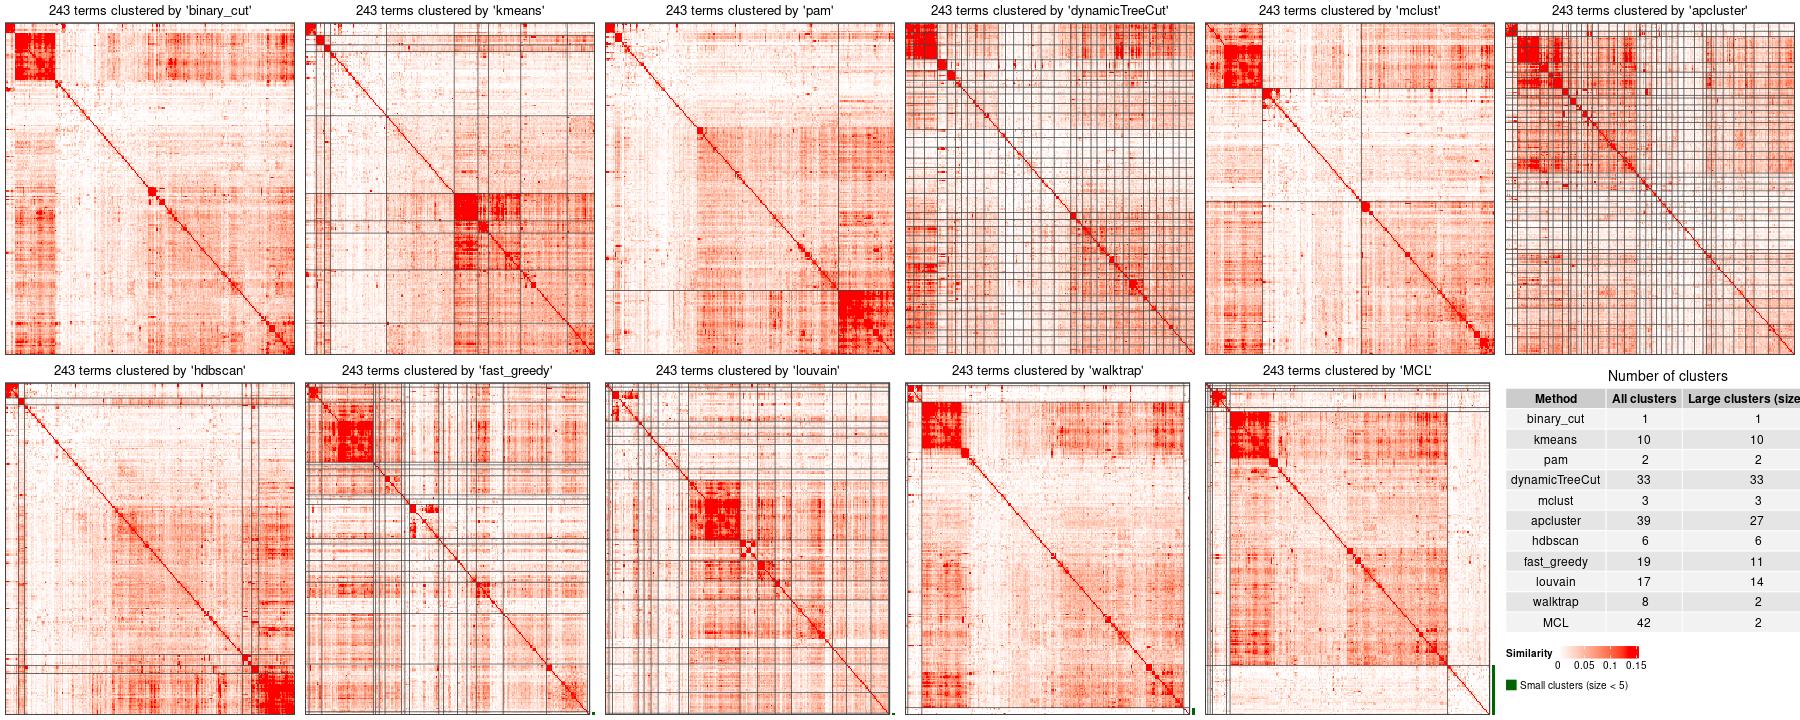 243 terms clustered by 'binary_cut'
243 terms clustered by 'kmeans'
243 terms clustered by 'pam'
243 terms clustered by 'dynamicTreeCut'
243 terms clustered by 'mclust'
243 terms clustered by 'apcluster'
243 terms clustered by 'hdbscan'
243 terms clustered by 'fast_greedy'
243 terms clustered by 'louvain'
243 terms clustered by 'walktrap'
243 terms clustered by 'MCL'
Number of clusters
Method All clusters Large clusters (size
binary_cut 1 1
kmeans 10 10
pam 2 2
dynamicTreeCut 33 33
mclust 3 3
apcluster 39 27
hdbscan 6 6
fast_greedy 19 11
louvain 17 14
walktrap 8 2
MCL 42 2
Similarity
0 0.05 0.1 0.15
Small clusters (size < 5)